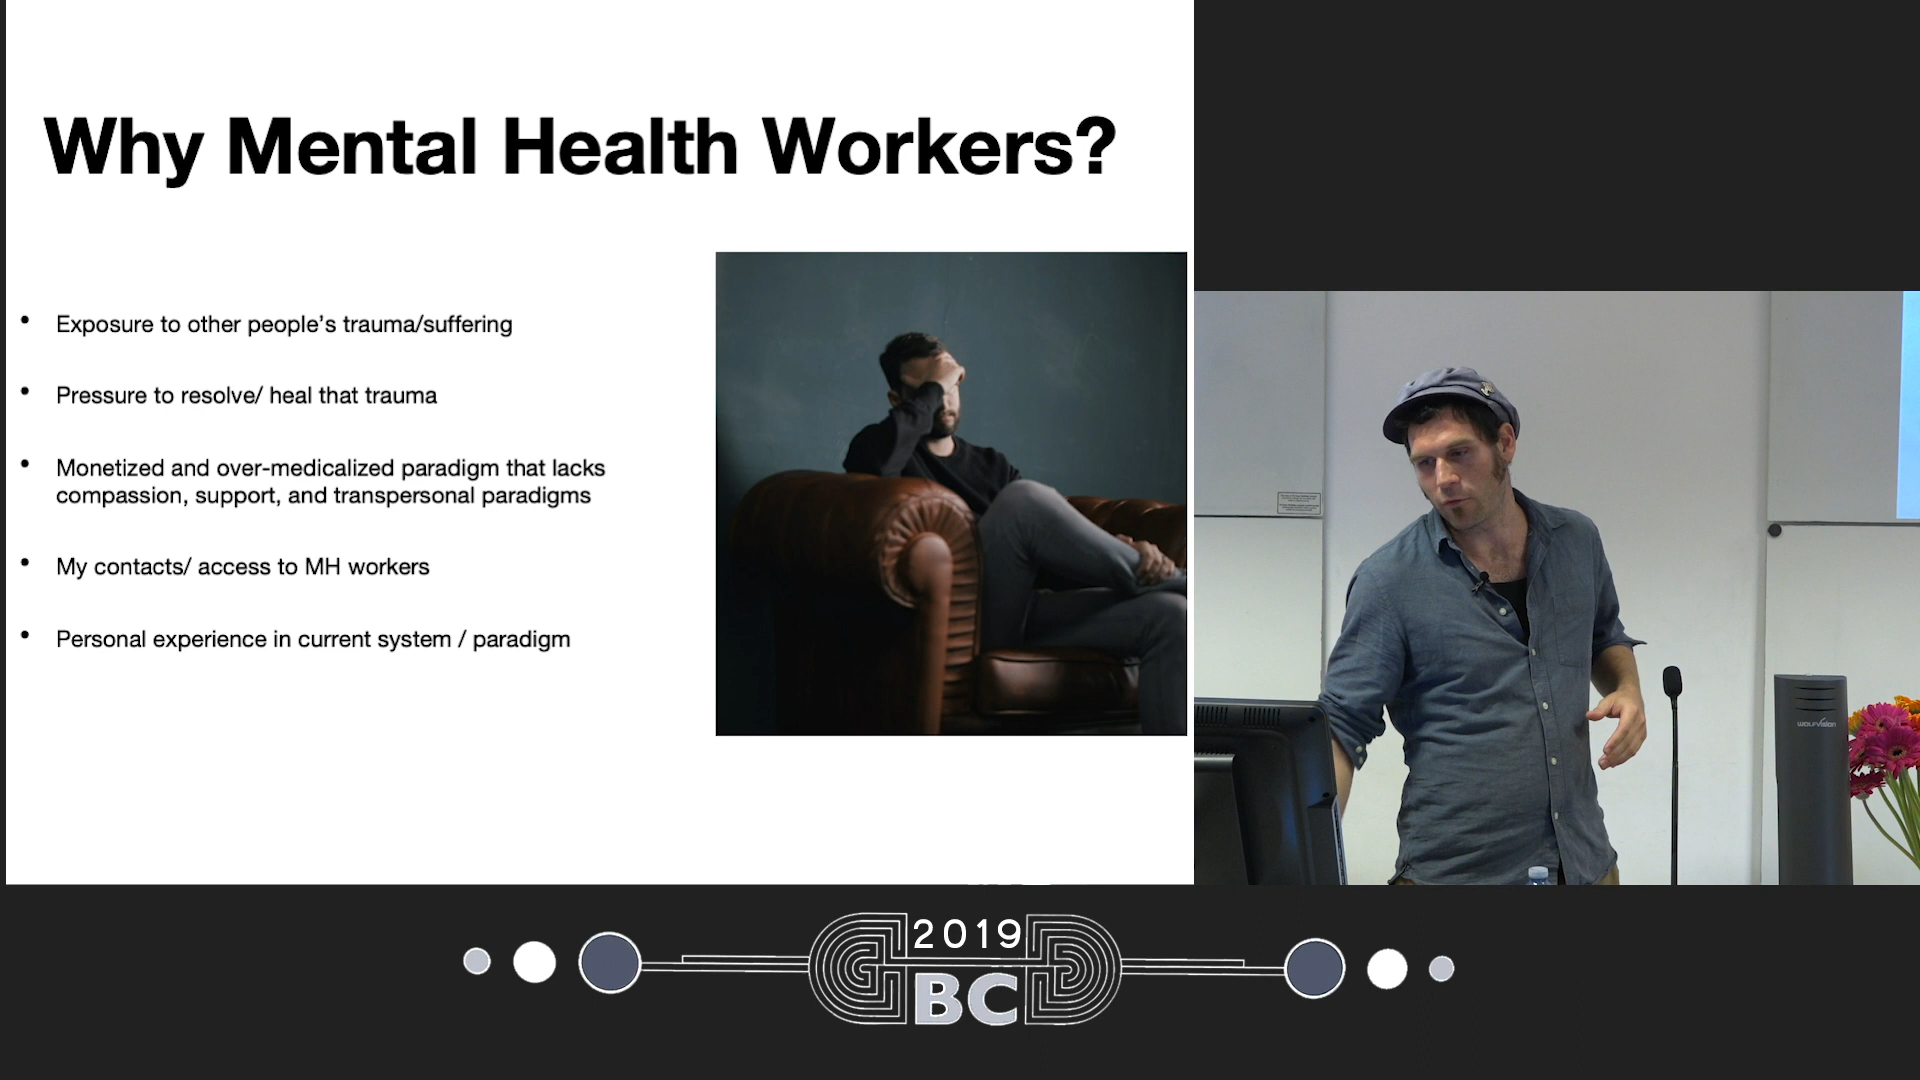 Why Mental Health Workers?
• Exposure to other people’s trauma/suffering
• Pressure to resolve/ heal that trauma
• Monetized and over-medicalized paradigm that lacks
compassion, support, and transpersonal paradigms
• My contacts/ access to MH workers
• Personal experience in current system / paradigm
WolfVision
2019
BC